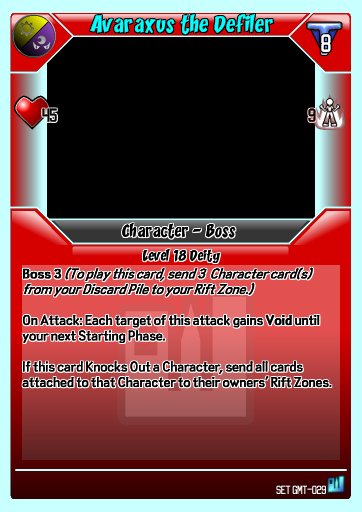 Avaraxus the Defiler
8
45
9
Character - Boss
Level 18 Deity
Boss 3 (To play this card, send 3 Character card(s)
from your Discard Pile to your Rift Zone.)
On Attack: Each target of this attack gains Void until
your next Starting Phase.
If this card Knocks Out a Character, send all cards
attached to that Character to their owners' Rift Zones.
SET GMT-029